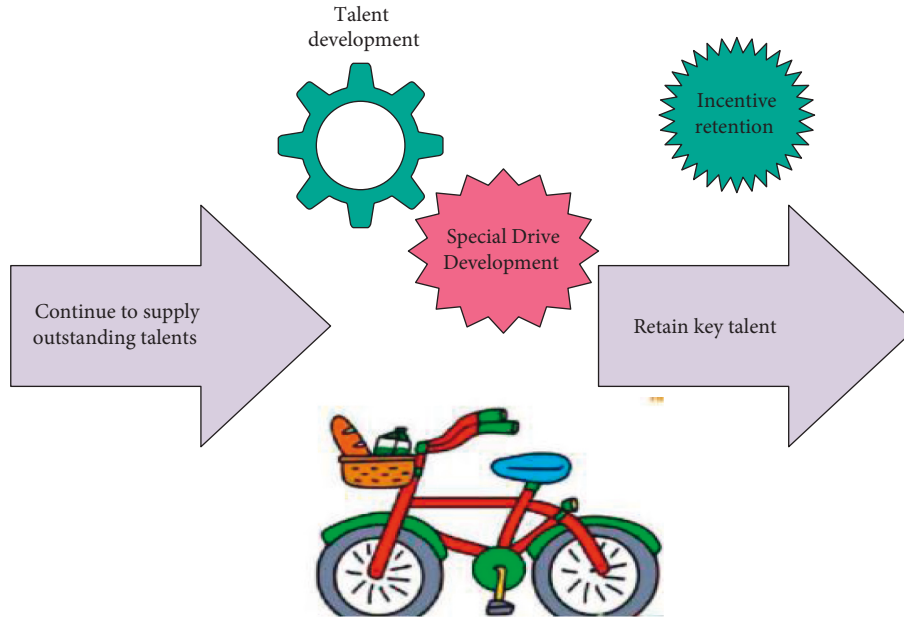 Talent
development
Incentive
retention
Special Drive
Development
Continue to supply
outstanding talents
Retain key talent